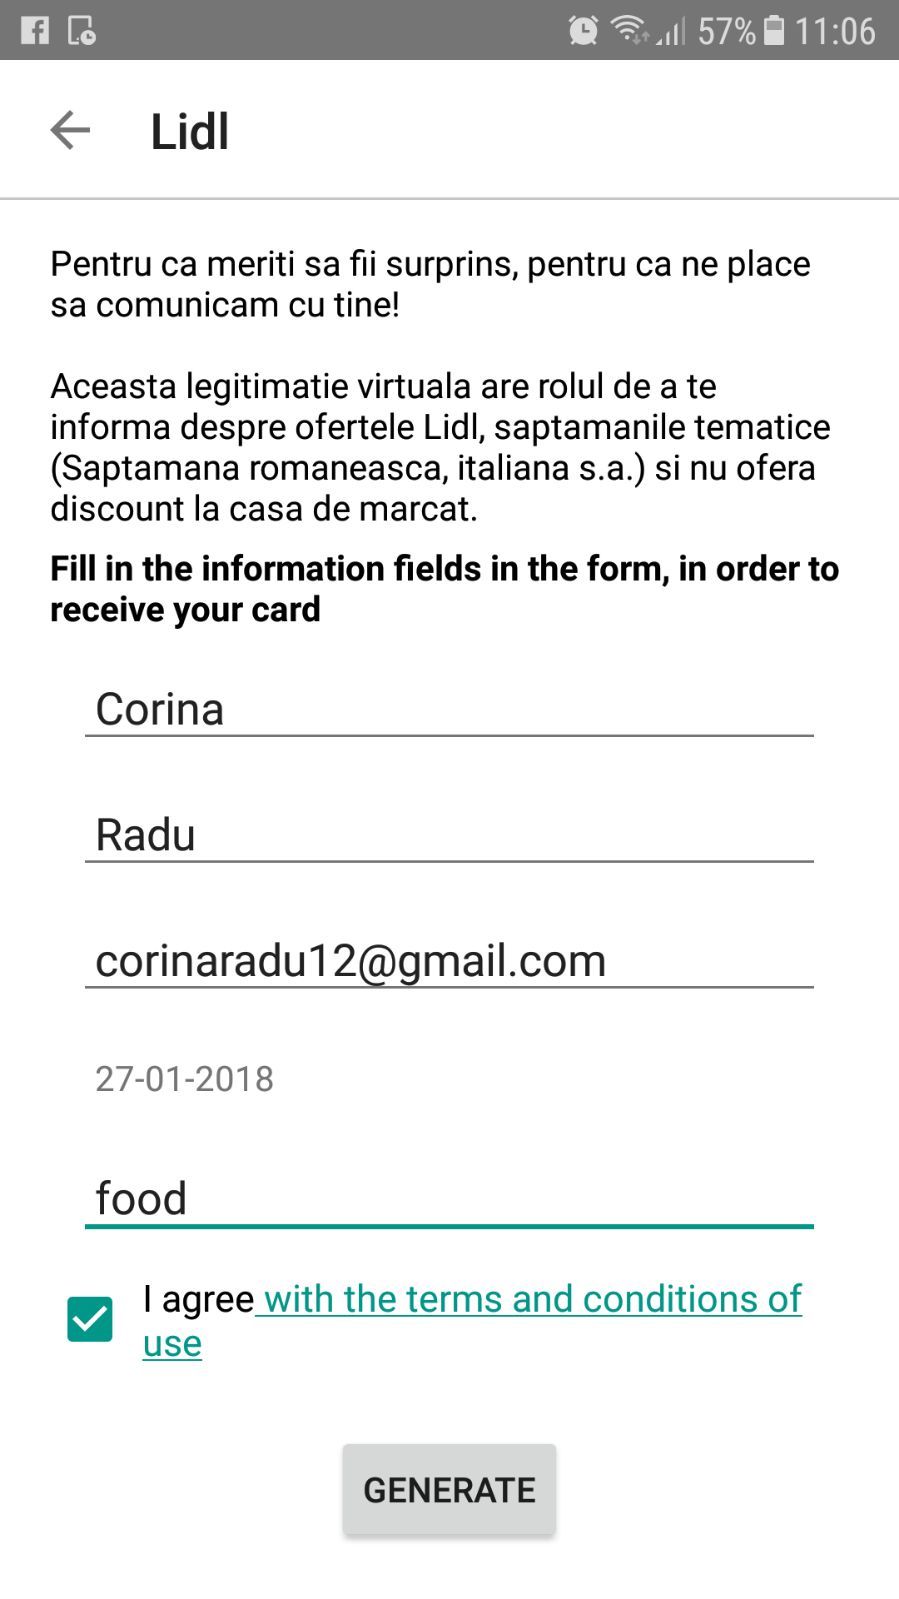 57% 11:06
Lidl
Pentru ca meriti sa fii surprins, pentru ca ne place
sa comunicam cu tine!
Aceasta legitimatie virtuala are rolul de a te
informa despre ofertele Lidl, saptamanile tematice
(Saptamana romaneasca, italiana s.a.) si nu ofera
discount la casa de marcat.
Fill in the information fields in the form, in order to
receive your card
Corina
Radu
corinaradu12@gmail.com
27-01-2018
food
I agree with the terms and conditions of
use
GENERATE